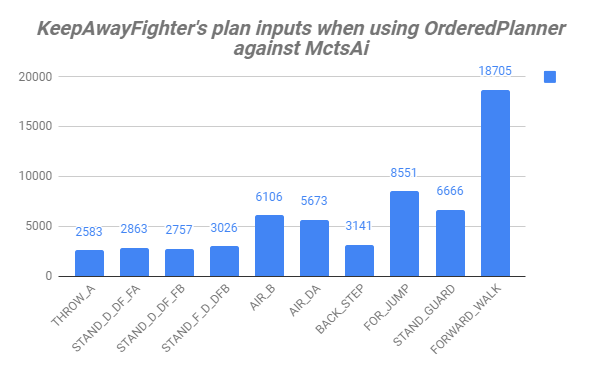 KeepAwayFighter's plan inputs when using OrderedPlanner
against MctsAi
20000
15000
10000
5000
0
2583
2863
2757
3026
6106
5673
3141
8551
6666
18705
THROW_A
STAND_D_DF_FA
STAND_D_DF_FB
STAND_F_D_DFB
AIR_B
AIR_DA
BACK_STEP
FOR_JUMP
STAND_GUARD
FORWARD_WALK